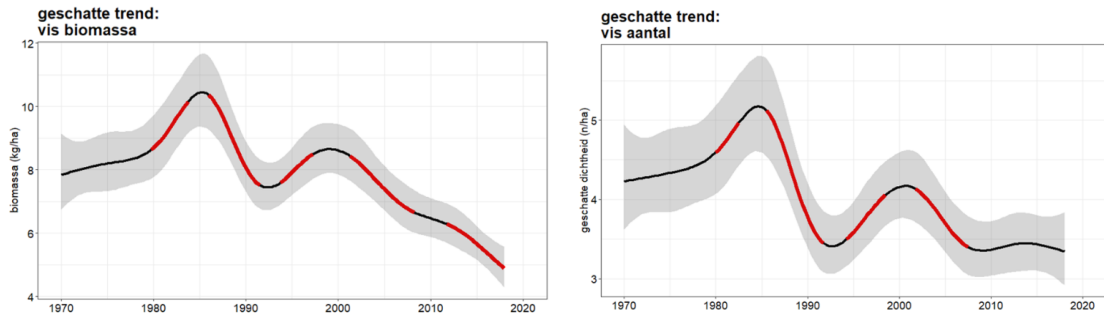 geschatte trend:
vis biomassa
biomassa (kg/ha)
12
10
8
6
4
1970 1980 1990 2000 2010 2020
geschatte trend:
vis aantal
geschatte dichtheid (n/ha)
5
4
3
1970 1980 1990 2000 2010 2020